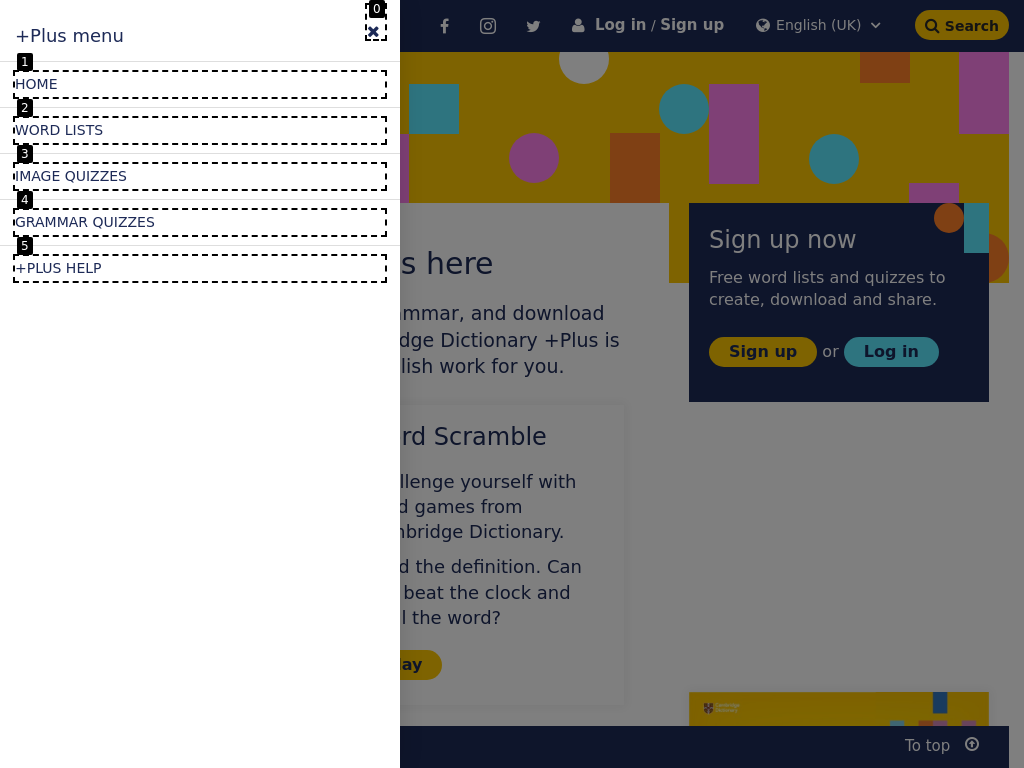 +Plus menu
0
1
HOME
2
WORD LISTS
3
IMAGE QUIZZES
4
GRAMMAR QUIZZES
5
+PLUS HELP
Log in / Sign up
English (UK)
Search
s here
ammar, and download
dge Dictionary +Plus is
lish work for you.
rd Scramble
llenge yourself with
d games from
nbridge Dictionary.
d the definition. Can
beat the clock and
l the word?
ay
Sign up now
Free word lists and quizzes to
create, download and share.
Sign up or Log in
Cambridge
Dictionary
To top